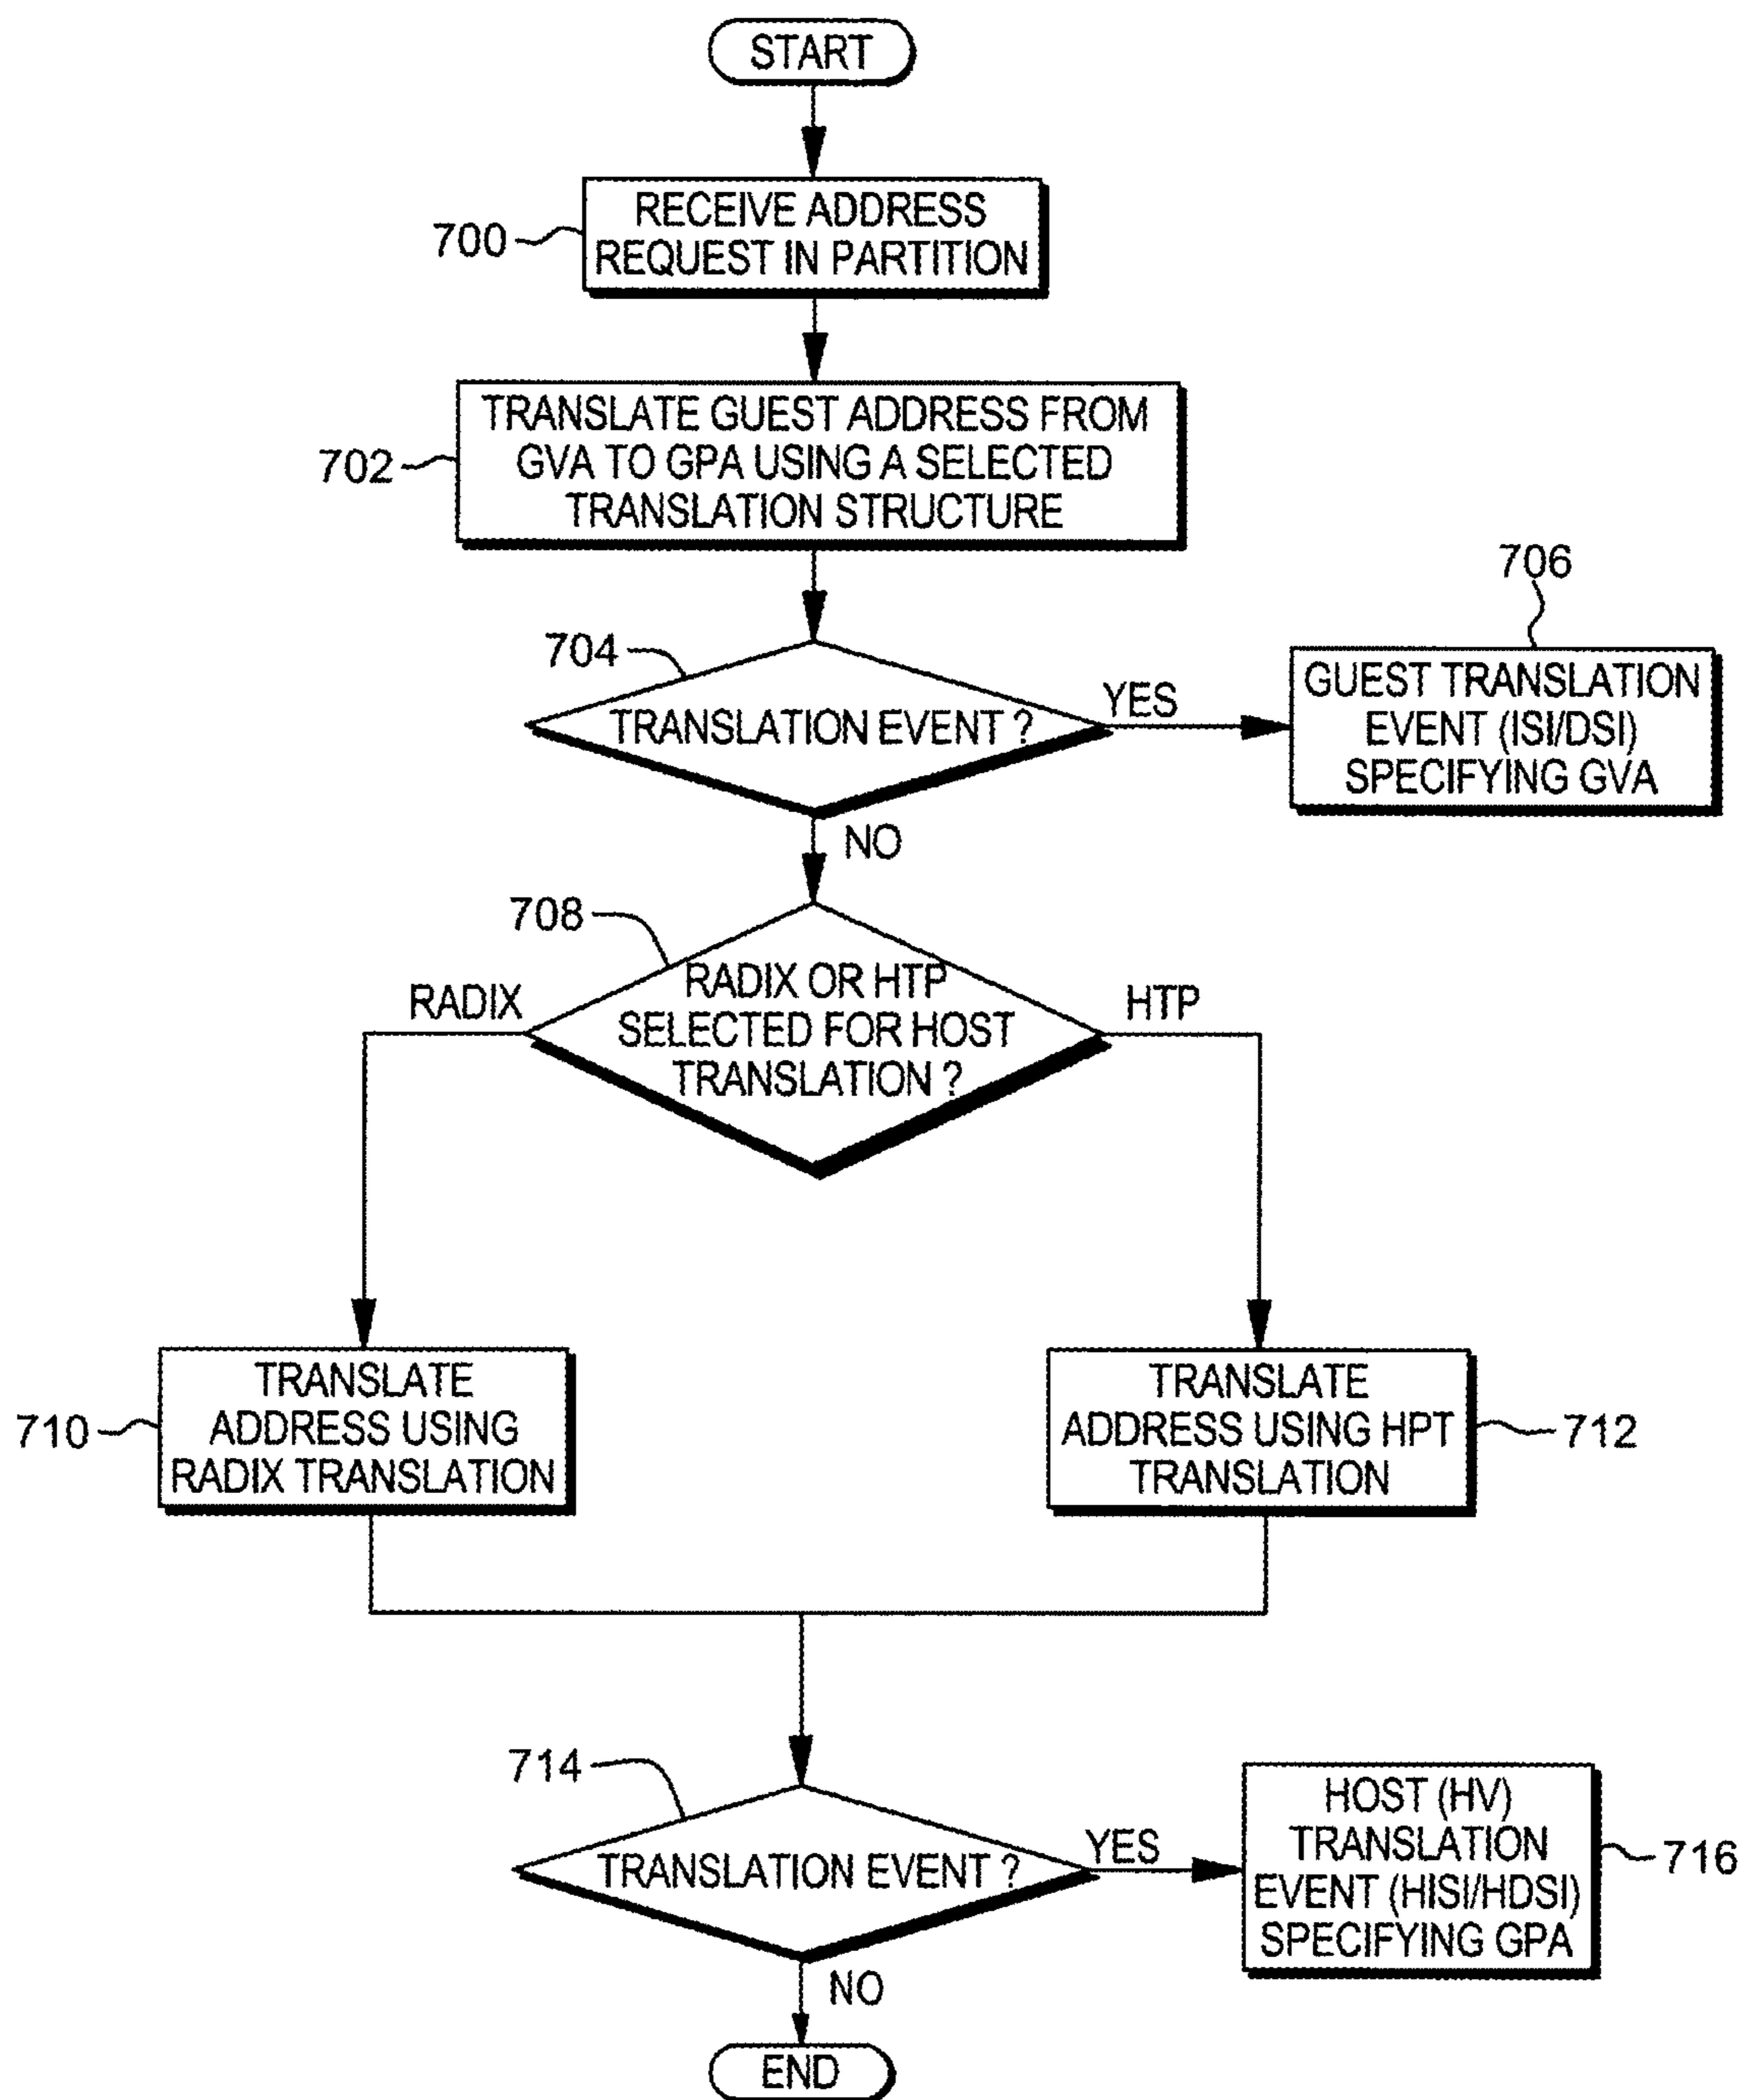 START
700
RECEIVE ADDRESS
REQUEST IN PARTITION
702
TRANSLATE GUEST ADDRESS FROM
GVA TO GPA USING A SELECTED
TRANSLATION STRUCTURE
704
TRANSLATION EVENT ?
YES
706
GUEST TRANSLATION
EVENT (ISI/DSI)
SPECIFYING GVA
NO
708
RADIX OR HTP
SELECTED FOR HOST
TRANSLATION ?
RADIX
HTP
710
TRANSLATE
ADDRESS USING
RADIX TRANSLATION
TRANSLATE
ADDRESS USING HPT
TRANSLATION
712
714
TRANSLATION EVENT ?
YES
HOST (HV)
TRANSLATION
EVENT (HISI/HDSI)
SPECIFYING GPA
716
NO
END